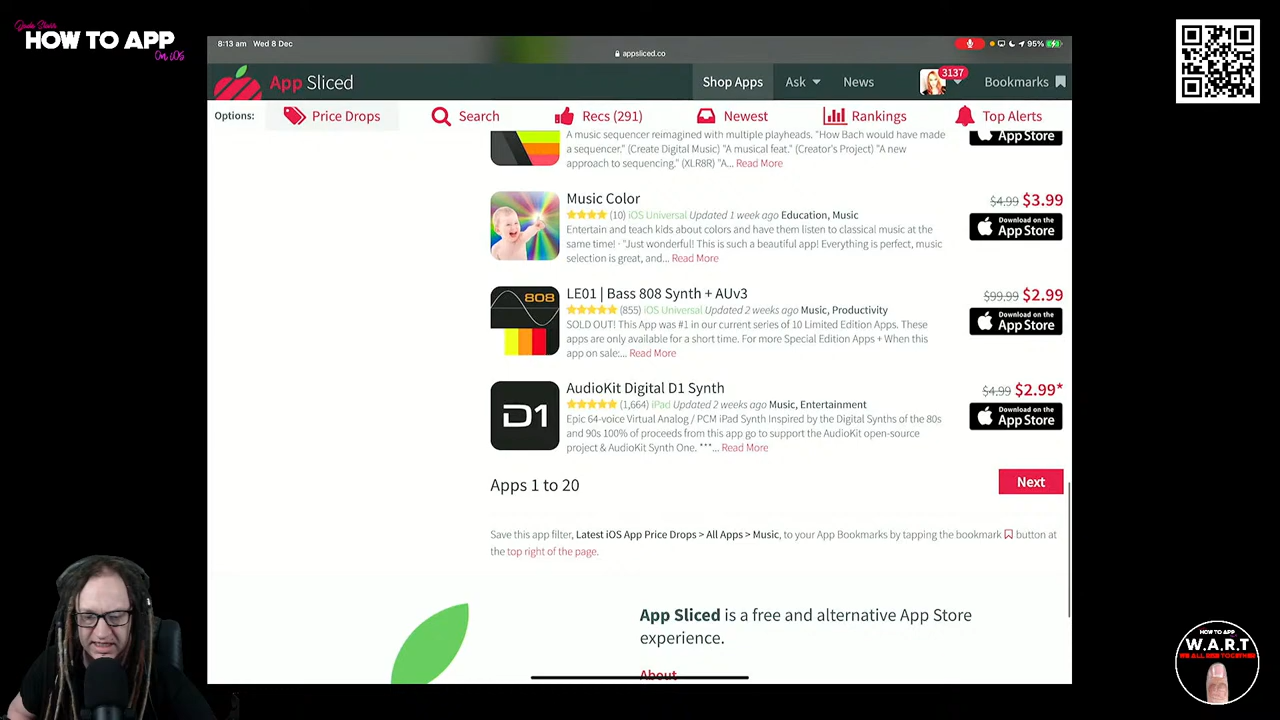 Jade Starr's
HOW TO APP
On iOS
8:13 am Wed 8 Dec
appsliced.co
95%
App Sliced
Shop Apps
Ask
News
3137
Bookmarks
Options:
Price Drops
Search
Recs (291)
Newest
Rankings
Top Alerts
A music sequencer reimagined with multiple playheads. "How Bach would have made
a sequencer." (Create Digital Music) "A musical feat." (Creator's Project) "A new
approach to sequencing." (XLR8R) "A... Read More
App Store
Music Color
(10) iOS Universal Updated 1 week ago Education, Music
Entertain and teach kids about colors and have them listen to classical music at the
same time! · "Just wonderful! This is such a beautiful app! Everything is perfect, music
selection is great, and... Read More
$4.99 $3.99
Download on the
App Store
808
LE01 | Bass 808 Synth + AUv3
(855) iOS Universal Updated 2 weeks ago Music, Productivity
SOLD OUT! This App was #1 in our current series of 10 Limited Edition Apps. These
apps are only available for a short time. For more Special Edition Apps + When this
app on sale:... Read More
$99.99 $2.99
Download on the
App Store
D1
AudioKit Digital D1 Synth
(1,664) iPad Updated 2 weeks ago Music, Entertainment
Epic 64-voice Virtual Analog / PCM iPad Synth Inspired by the Digital Synths of the 80s
and 90s 100% of proceeds from this app go to support the AudioKit open-source
project & AudioKit Synth One. ***... Read More
$4.99 $2.99*
Download on the
App Store
Apps 1 to 20
Next
Save this app filter, Latest iOS App Price Drops > All Apps > Music, to your App Bookmarks by tapping the bookmark button at
the top right of the page.
App Sliced is a free and alternative App Store
experience.
About
HOW TO APP
W.A.R.T
WE ALL RISE TOGETHER